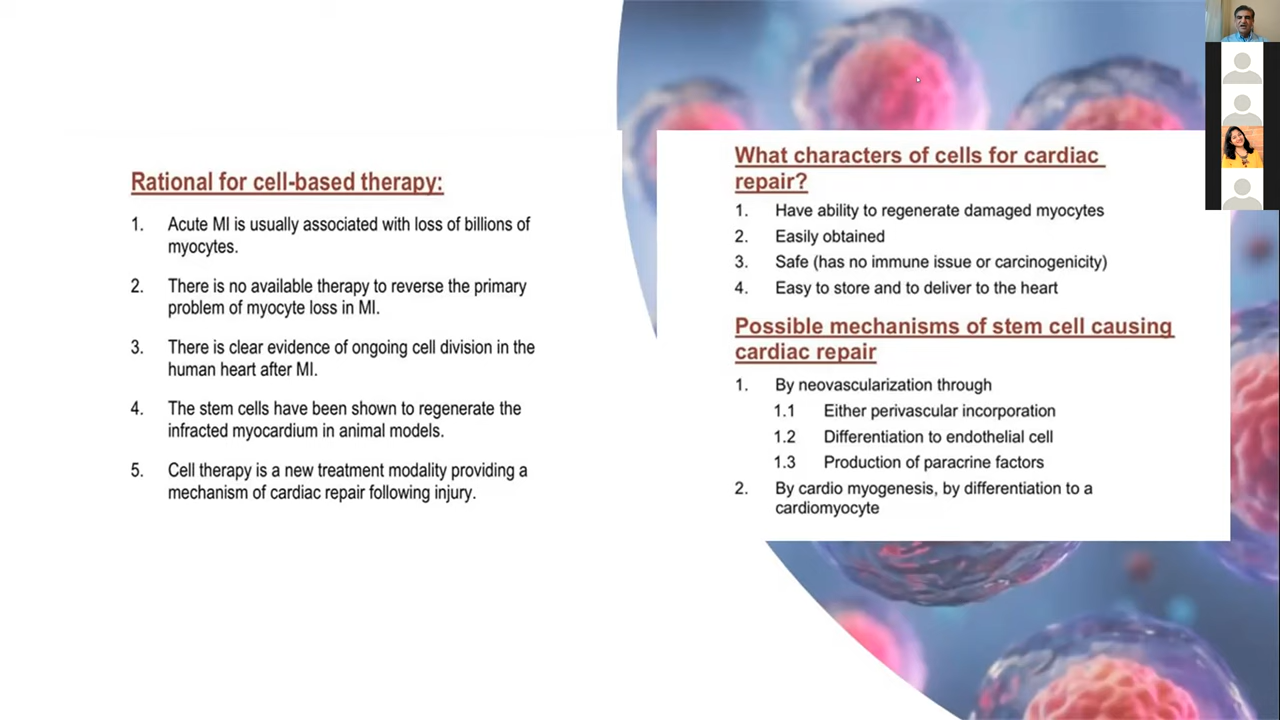 Rational for cell-based therapy:
1. Acute MI is usually associated with loss of billions of
myocytes.
2. There is no available therapy to reverse the primary
problem of myocyte loss in MI.
3. There is clear evidence of ongoing cell division in the
human heart after MI.
4. The stem cells have been shown to regenerate the
infracted myocardium in animal models.
5. Cell therapy is a new treatment modality providing a
mechanism of cardiac repair following injury.
What characters of cells for cardiac
repair?
1. Have ability to regenerate damaged myocytes
2. Easily obtained
3. Safe (has no immune issue or carcinogenicity)
4. Easy to store and to deliver to the heart
Possible mechanisms of stem cell causing
cardiac repair
1. By neovascularization through
1.1 Either perivascular incorporation
1.2 Differentiation to endothelial cell
1.3 Production of paracrine factors
2. By cardio myogenesis, by differentiation to a
cardiomyocyte